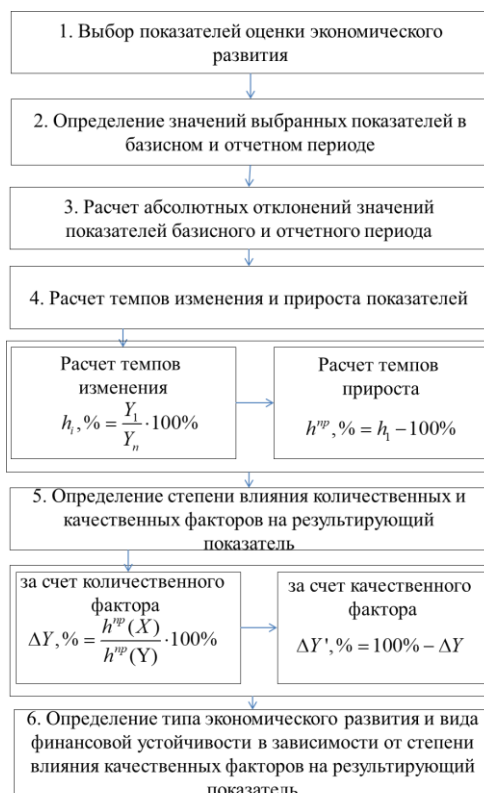 1. Выбор показателей оценки экономического
развития
2. Определение значений выбранных показателей в
базисном и отчетном периоде
3. Расчет абсолютных отклонений значений
показателей базисного и отчетного периода
4. Расчет темпов изменения и прироста показателей
Расчет темпов
изменения
h_i, % = Y_1 / Y_n · 100%
Расчет темпов
прироста
h^{пр}, % = h_1 − 100%
5. Определение степени влияния количественных и
качественных факторов на результирующий
показатель
за счет количественного
фактора
ΔY, % = h^{пр}(X) / h^{пр}(Y) · 100%
за счет качественного
фактора
ΔY', % = 100% − ΔY
6. Определение типа экономического развития и вида
финансовой устойчивости в зависимости от степени
влияния качественных факторов на результирующий
показатель